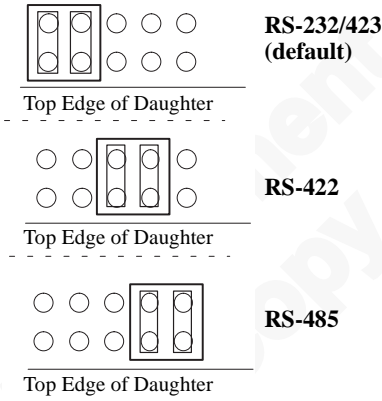 RS-232/423
(default)
Top Edge of Daughter
RS-422
Top Edge of Daughter
RS-485
Top Edge of Daughter